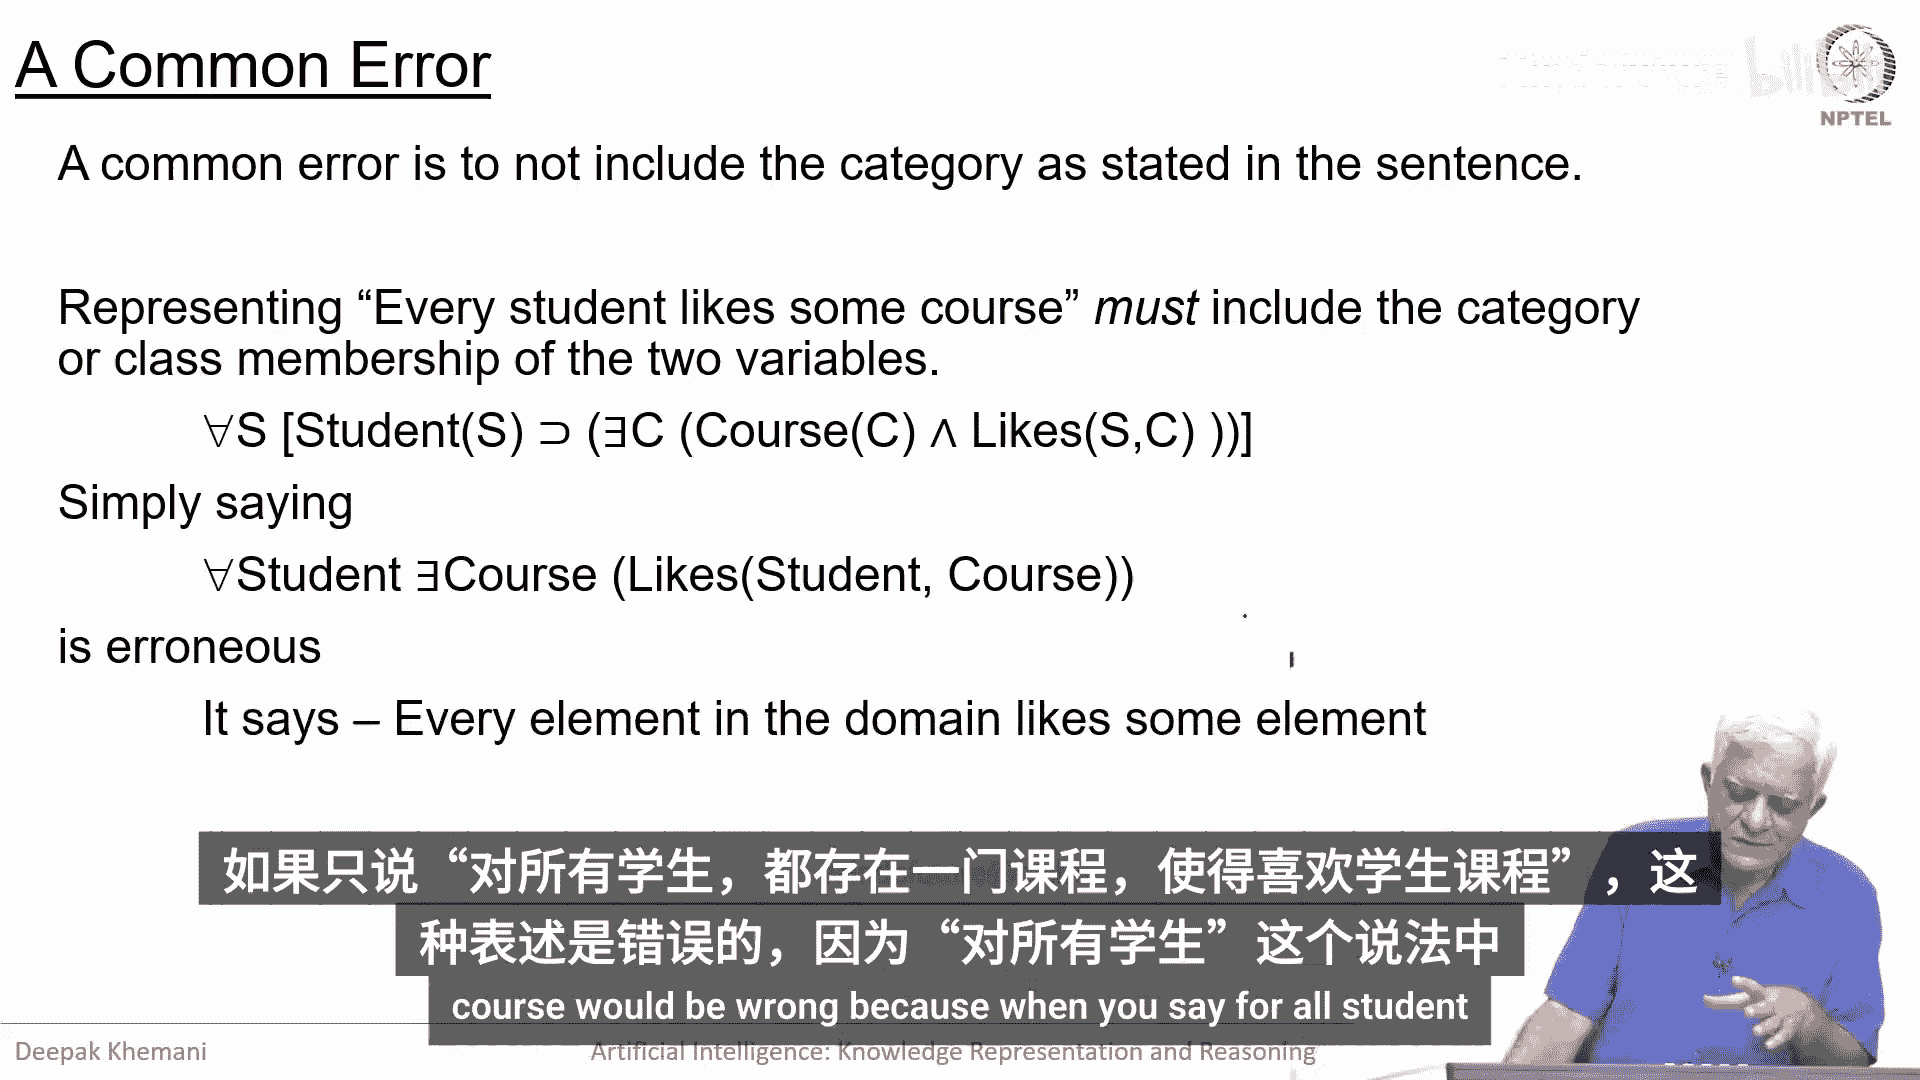 A Common Error
NPTEL
A common error is to not include the category as stated in the sentence.
Representing “Every student likes some course” must include the category
or class membership of the two variables.
∀S [Student(S) ⊃ (∃C (Course(C) ∧ Likes(S,C) ))]
Simply saying
∀Student ∃Course (Likes(Student, Course))
is erroneous
It says – Every element in the domain likes some element
如果只说“对所有学生，都存在一门课程，使得喜欢学生课程”，这
种表述是错误的，因为“对所有学生”这个说法中
course would be wrong because when you say for all student
Deepak Khemani
Artificial Intelligence: Knowledge Representation and Reasoning